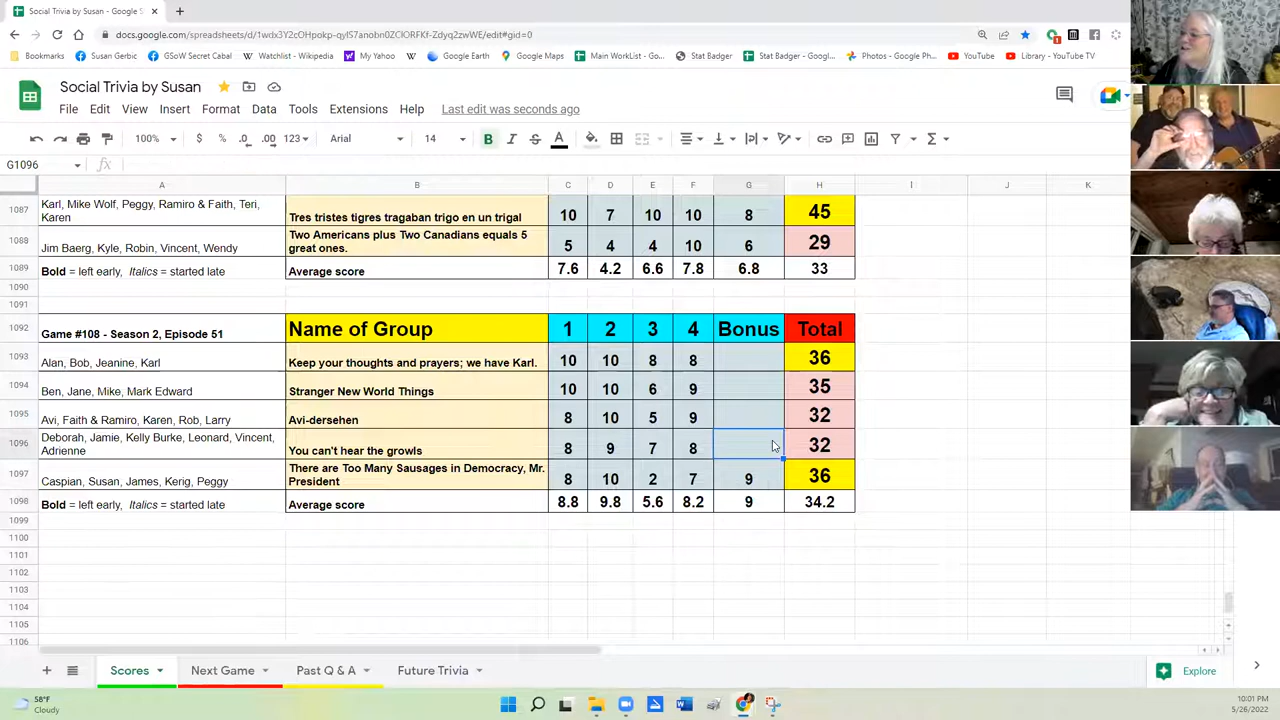 Social Trivia by Susan - Google S
docs.google.com/spreadsheets/d/1wdx3Y2cOHpokp-qyIS7anobn0ZClORFKf-Zdyq2zwWE/edit#gid=0
Bookmarks Susan Gerbic GSoW Secret Cabal Watchlist - Wikipedia My Yahoo Google Earth Google Maps Main WorkList - Go... Stat Badger Stat Badger - Googl... Photos - Google Ph... YouTube Library - YouTube TV
Social Trivia by Susan
File Edit View Insert Format Data Tools Extensions Help Last edit was seconds ago
100% $ % .0 .00 123 Arial 14 B I S A
G1096 fx
A B C D E F G H I J K
1087 Karl, Mike Wolf, Peggy, Ramiro & Faith, Teri, Karen Tres tristes tigres tragaban trigo en un trigal 10 7 10 10 8 45
1088 Jim Baerg, Kyle, Robin, Vincent, Wendy Two Americans plus Two Canadians equals 5 great ones. 5 4 4 10 6 29
1089 Bold = left early, Italics = started late Average score 7.6 4.2 6.6 7.8 6.8 33
1090
1091
1092 Game #108 - Season 2, Episode 51 Name of Group 1 2 3 4 Bonus Total
1093 Alan, Bob, Jeanine, Karl Keep your thoughts and prayers; we have Karl. 10 10 8 8 36
1094 Ben, Jane, Mike, Mark Edward Stranger New World Things 10 10 6 9 35
1095 Avi, Faith & Ramiro, Karen, Rob, Larry Avi-dersehen 8 10 5 9 32
1096 Deborah, Jamie, Kelly Burke, Leonard, Vincent, Adrienne You can't hear the growls 8 9 7 8 32
1097 Caspian, Susan, James, Kerig, Peggy There are Too Many Sausages in Democracy, Mr. President 8 10 2 7 9 36
1098 Bold = left early, Italics = started late Average score 8.8 9.8 5.6 8.2 9 34.2
1099
1100
1101
1102
1103
1104
1105
1106
Scores Next Game Past Q & A Future Trivia Explore
58°F
Cloudy
10:01 PM
5/26/2022